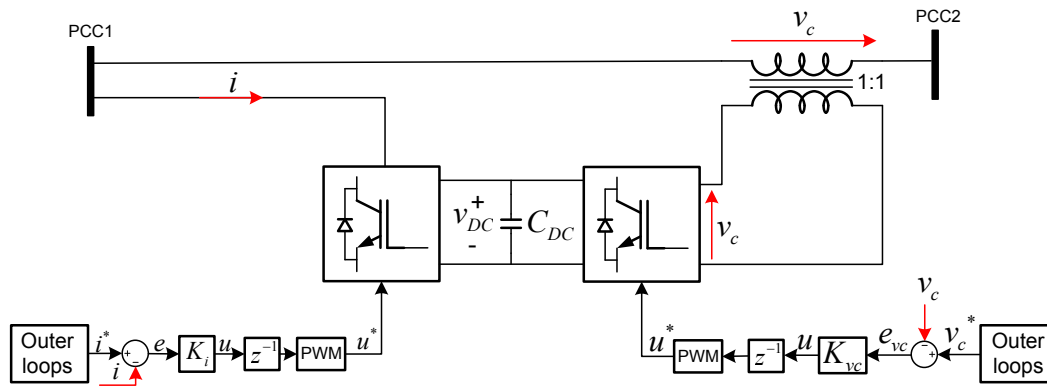 PCC1
v_c
PCC2
1:1
i
v_DC
+
-
C_DC
v_c
Outer
loops
i^*
+
-
i
e
K_i
u
z^{-1}
PWM
u^*
u^*
PWM
z^{-1}
u
K_vc
e_vc
v_c
-
+
v_c^*
Outer
loops